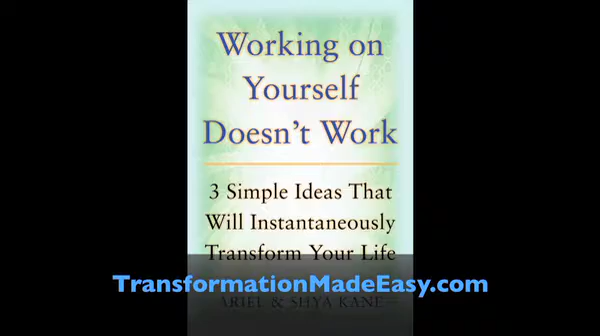 Working on
Yourself
Doesn't Work
3 Simple Ideas That
Will Instantaneously
Transform Your Life
TransformationMadeEasy.com
ARIEL & SHYA KANE